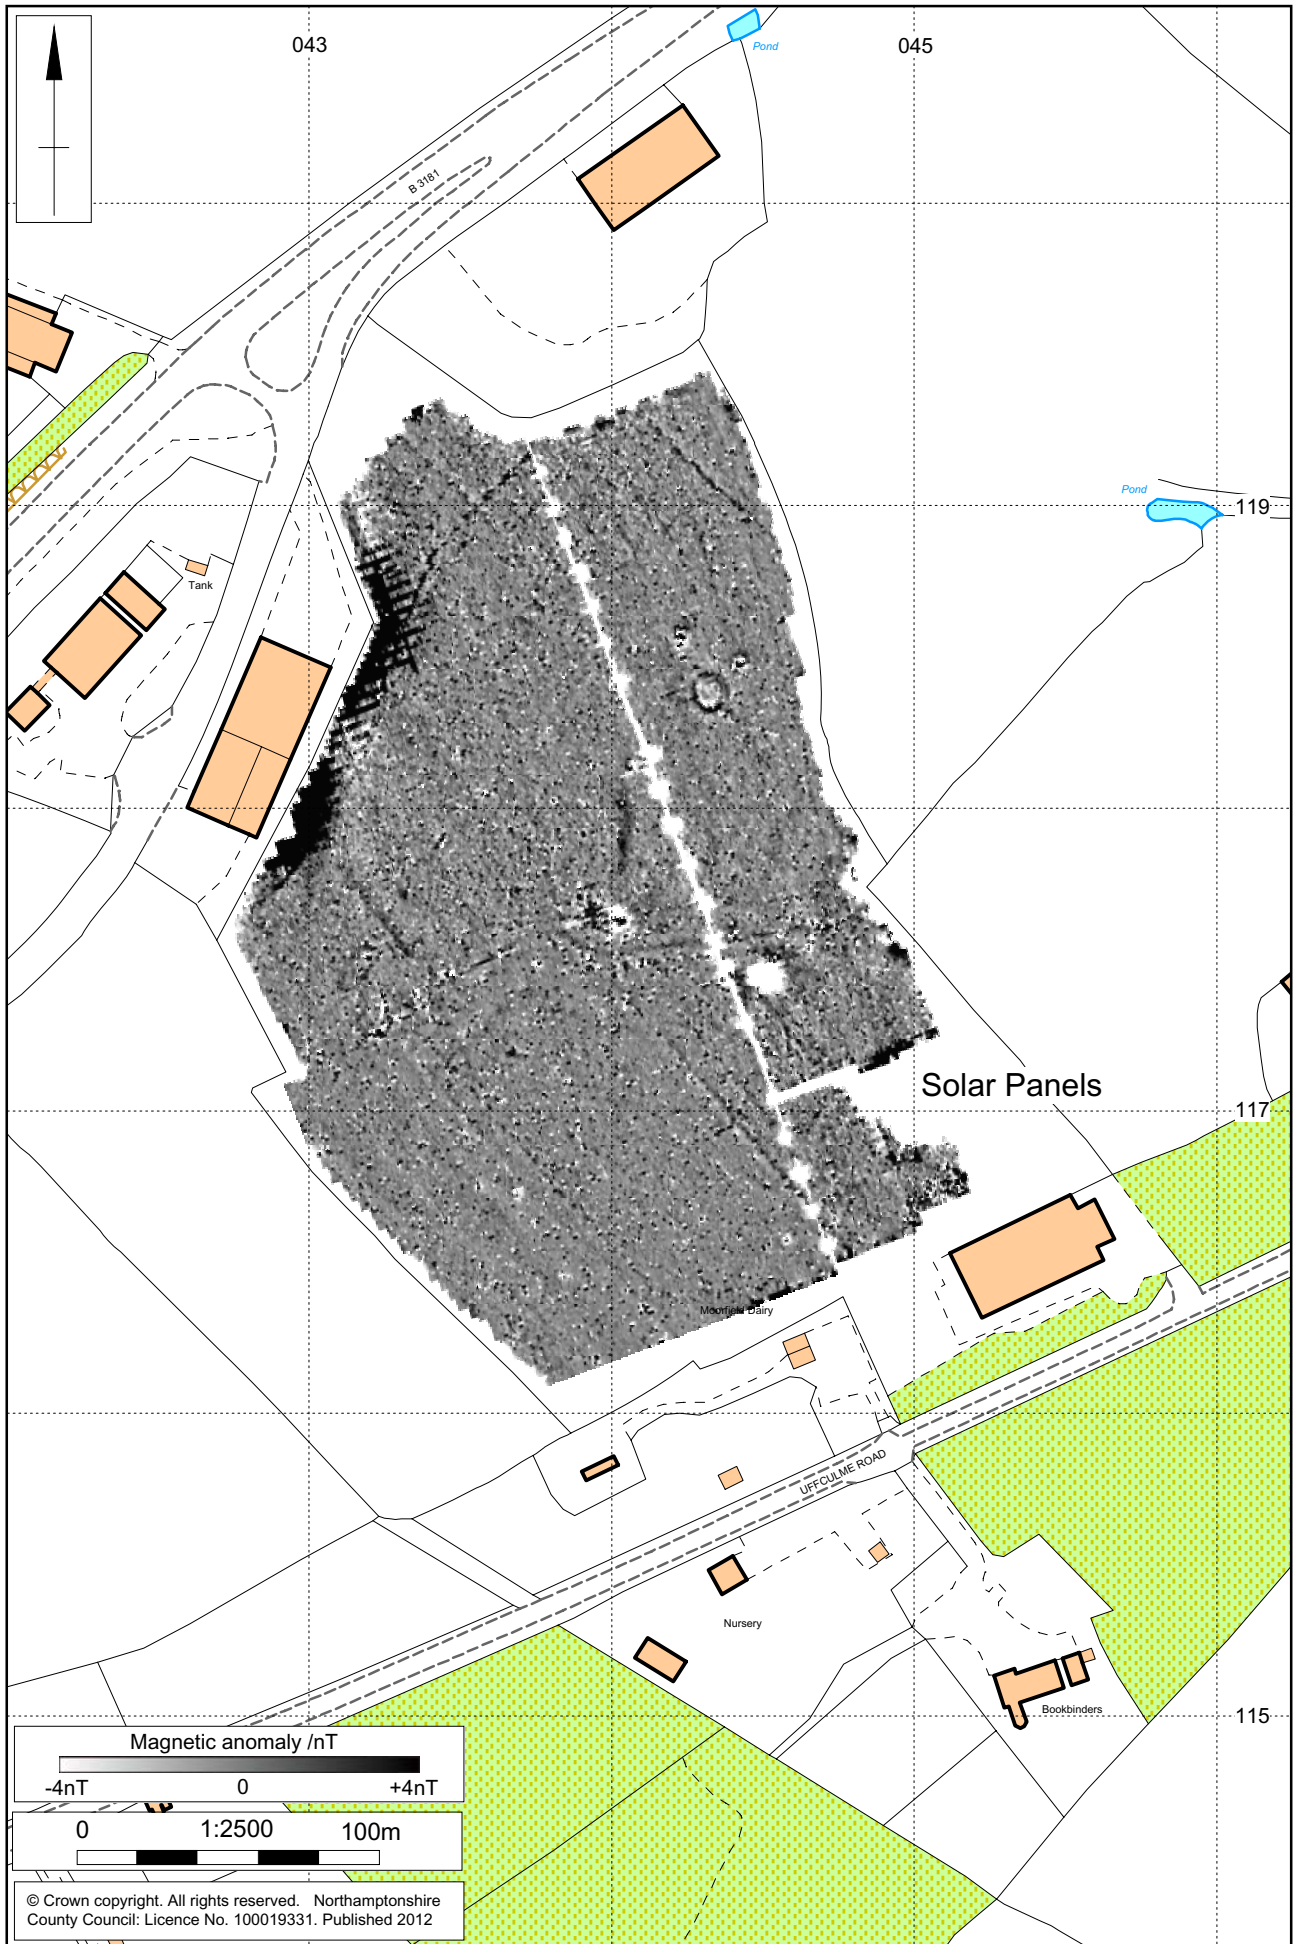 043
045
Pond
B 3181
Pond
119
Tank
Solar Panels
117
Moorfield Dairy
UFFCULME ROAD
Nursery
Bookbinders
115
Magnetic anomaly /nT
-4nT 0 +4nT
0 1:2500 100m
© Crown copyright. All rights reserved. Northamptonshire
County Council: Licence No. 100019331. Published 2012